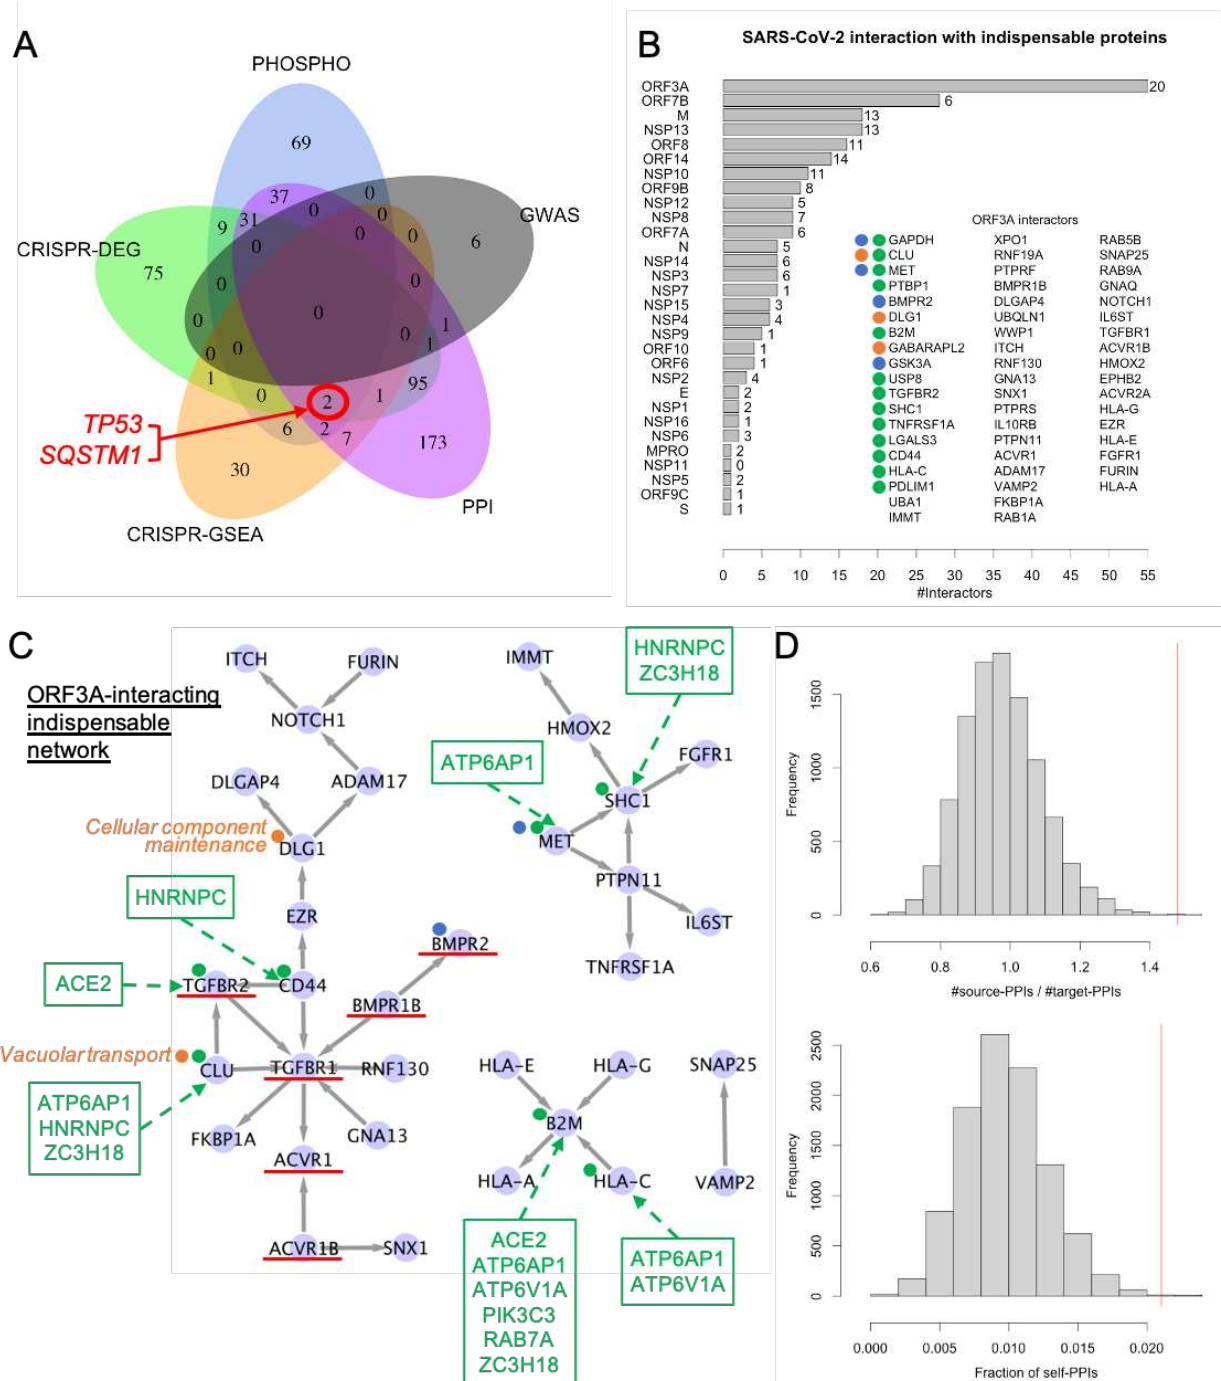 A
PHOSPHO
69
GWAS
37
0
0
0
9
31
0
0
0
6
CRISPR-DEG
0
75
0
0
0
0
0
1
0
0
1
1
0
1
95
2
TP53
SQSTM1
6
2
7
173
30
PPI
CRISPR-GSEA
B
SARS-CoV-2 interaction with indispensable proteins
ORF3A 20
ORF7B 6
M 13
NSP13 13
ORF8 11
ORF14 14
NSP10 11
ORF9B 8
NSP12 5
NSP8 7
ORF7A 6
N 5
NSP14 6
NSP3 6
NSP7 1
NSP15 3
NSP4 4
NSP9 1
ORF10 1
ORF6 1
NSP2 4
E 2
NSP1 2
NSP16 1
NSP6 3
MPRO 2
NSP11 0
NSP5 2
ORF9C 1
S 1
ORF3A interactors
GAPDH XPO1 RAB5B
CLU RNF19A SNAP25
MET PTPRF RAB9A
PTBP1 BMPR1B GNAQ
BMPR2 DLGAP4 NOTCH1
DLG1 UBQLN1 IL6ST
B2M WWP1 TGFBR1
GABARAPL2 ITCH ACVR1B
GSK3A RNF130 HMOX2
USP8 GNA13 EPHB2
TGFBR2 SNX1 ACVR2A
SHC1 PTPRS HLA-G
TNFRSF1A IL10RB EZR
LGALS3 PTPN11 HLA-E
CD44 ACVR1 FGFR1
HLA-C ADAM17 FURIN
PDLIM1 VAMP2 HLA-A
UBA1 FKBP1A
IMMT RAB1A
0 5 10 15 20 25 30 35 40 45 50 55
#Interactors
C
ORF3A-interacting
indispensable
network
ITCH
FURIN
NOTCH1
DLGAP4
ADAM17
Cellular component
maintenance
DLG1
HNRNPC
EZR
BMPR2
ACE2
TGFBR2
CD44
BMPR1B
Vacuolar transport
CLU
TGFBR1
RNF130
ATP6AP1
HNRNPC
ZC3H18
FKBP1A
GNA13
ACVR1
ACVR1B
SNX1
IMMT
HNRNPC
ZC3H18
HMOX2
ATP6AP1
FGFR1
SHC1
MET
PTPN11
IL6ST
TNFRSF1A
HLA-E
HLA-G
SNAP25
B2M
HLA-A
HLA-C
VAMP2
ACE2
ATP6AP1
ATP6V1A
PIK3C3
RAB7A
ZC3H18
ATP6AP1
ATP6V1A
D
Frequency
1500
1000
500
0
0.6 0.8 1.0 1.2 1.4
#source-PPIs / #target-PPIs
Frequency
2500
2000
1500
1000
500
0
0.000 0.005 0.010 0.015 0.020
Fraction of self-PPIs